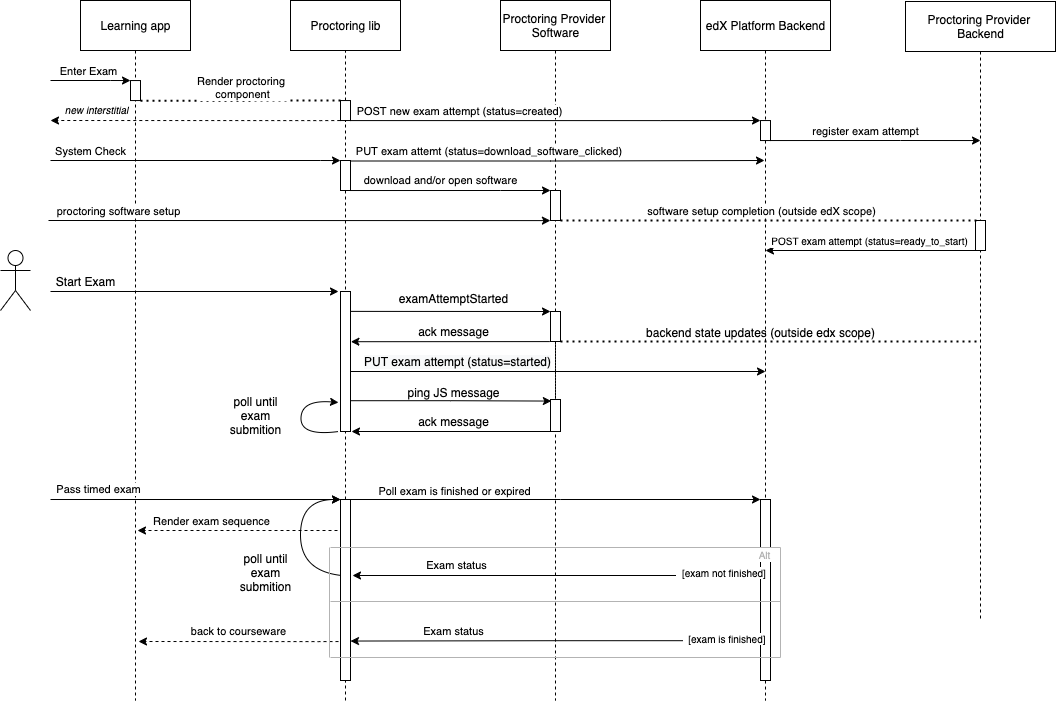 Learning app
Proctoring lib
Proctoring Provider
Software
edX Platform Backend
Proctoring Provider
Backend
Enter Exam
Render proctoring
component
new interstitial
POST new exam attempt (status=created)
register exam attempt
System Check
PUT exam attemt (status=download_software_clicked)
download and/or open software
proctoring software setup
software setup completion (outside edX scope)
POST exam attempt (status=ready_to_start)
Start Exam
examAttemptStarted
ack message
backend state updates (outside edx scope)
PUT exam attempt (status=started)
ping JS message
poll until
exam
submition
ack message
Pass timed exam
Poll exam is finished or expired
Render exam sequence
Alt
poll until
exam
submition
Exam status
[exam not finished]
back to courseware
Exam status
[exam is finished]